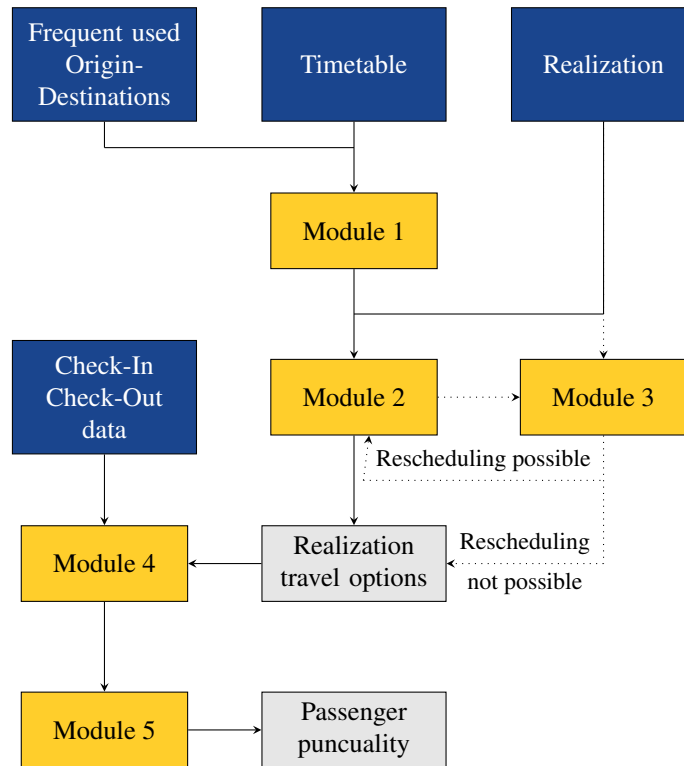 Frequent used
Origin-
Destinations
Timetable
Realization
Module 1
Check-In
Check-Out
data
Module 2
Module 3
Rescheduling possible
Module 4
Realization
travel options
Rescheduling
not possible
Module 5
Passenger
puncuality